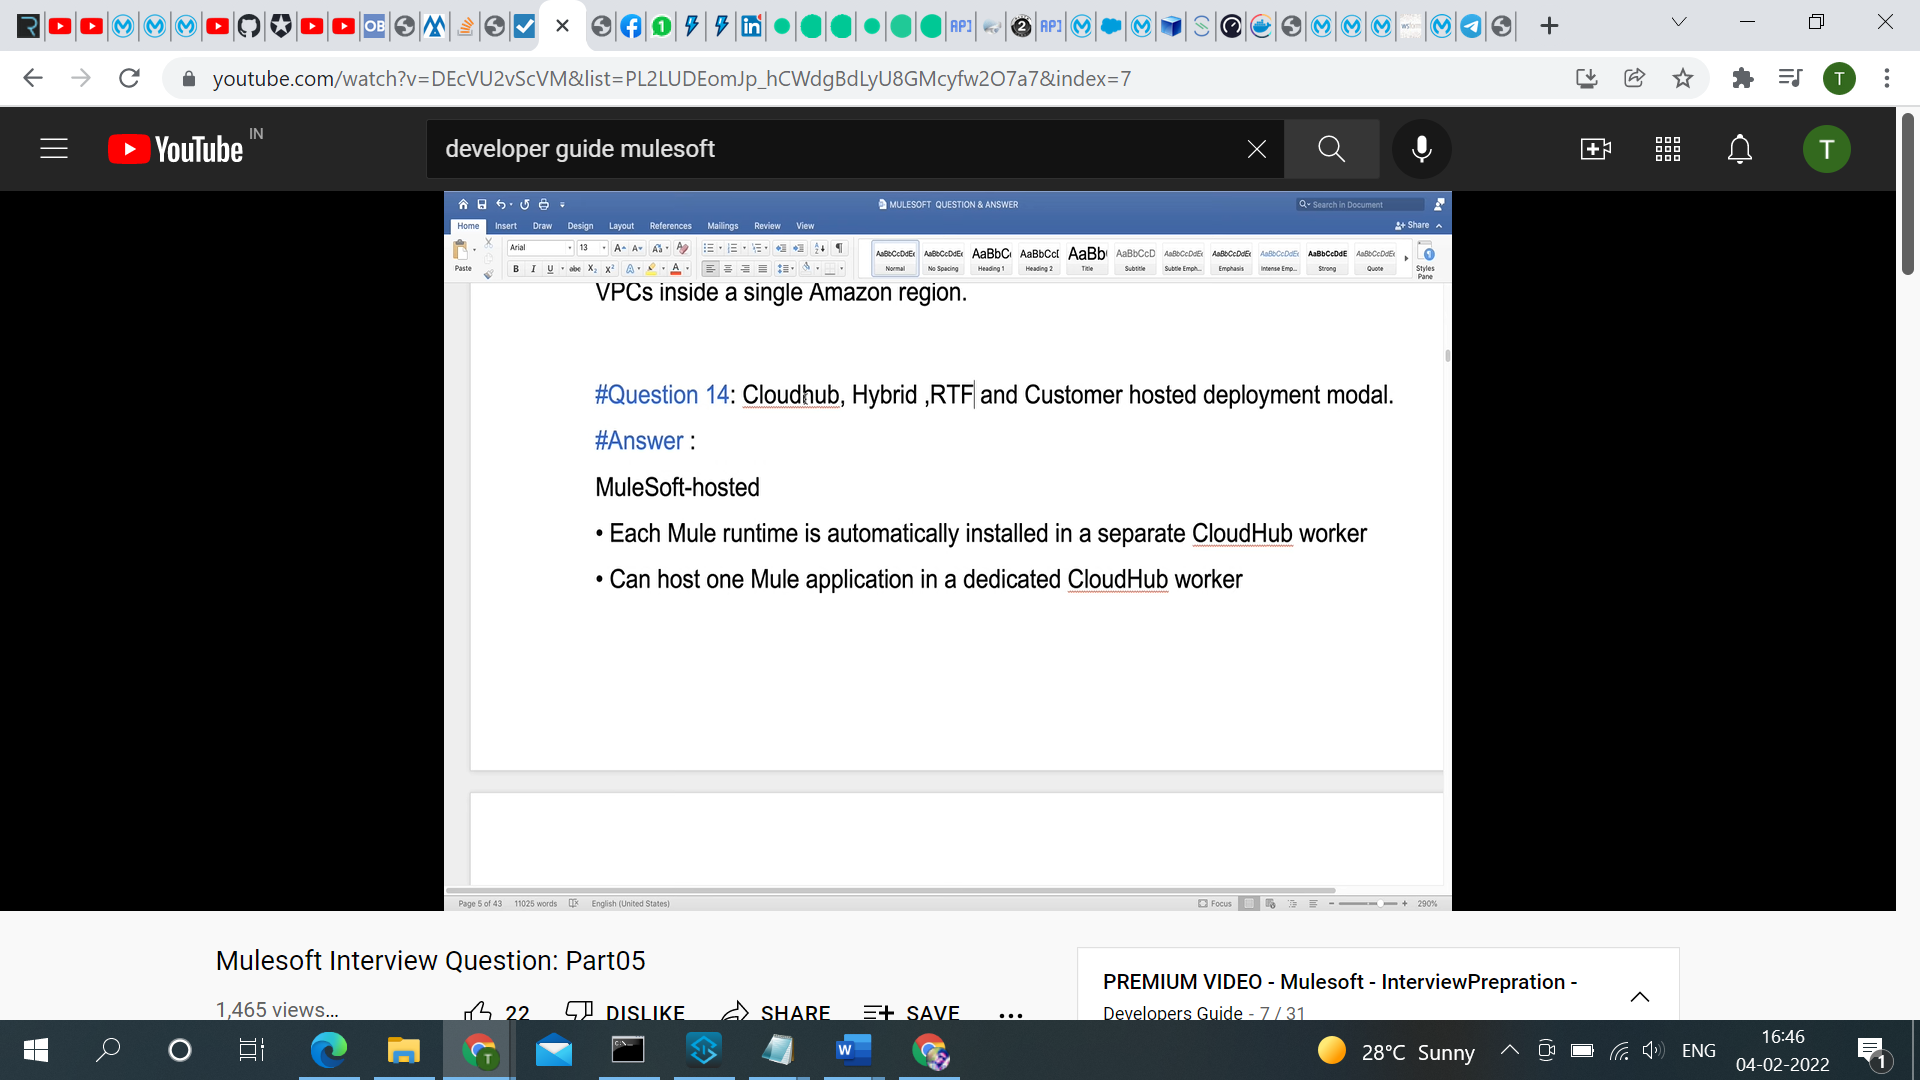 youtube.com/watch?v=DEcVU2vScVM&list=PL2LUDEomJp_hCWdgBdLyU8GMcyfw2O7a7&index=7
T
YouTube IN
developer guide mulesoft
T
MULESOFT QUESTION & ANSWER
Search in Document
Home Insert Draw Design Layout References Mailings Review View
Share
Paste
Arial 13
AaBbCcDdEe Normal
AaBbCcDdEe No Spacing
AaBbCc Heading 1
AaBbCcD Heading 2
AaBb Title
AaBbCcD Subtitle
AaBbCcDdEe Subtle Emph...
AaBbCcDdEe Emphasis
AaBbCcDdEe Intense Emp...
AaBbCcDdE Strong
AaBbCcDdEe Quote
Styles Pane
VPCs inside a single Amazon region.
#Question 14: Cloudhub, Hybrid ,RTF and Customer hosted deployment modal.
#Answer :
MuleSoft-hosted
• Each Mule runtime is automatically installed in a separate CloudHub worker
• Can host one Mule application in a dedicated CloudHub worker
Page 5 of 43 11025 words English (United States)
Focus 290%
Mulesoft Interview Question: Part05
1,465 views...
22 DISLIKE SHARE SAVE ...
PREMIUM VIDEO - Mulesoft - InterviewPrepration -
Developers Guide - 7 / 31
28°C Sunny
ENG
16:46
04-02-2022
1